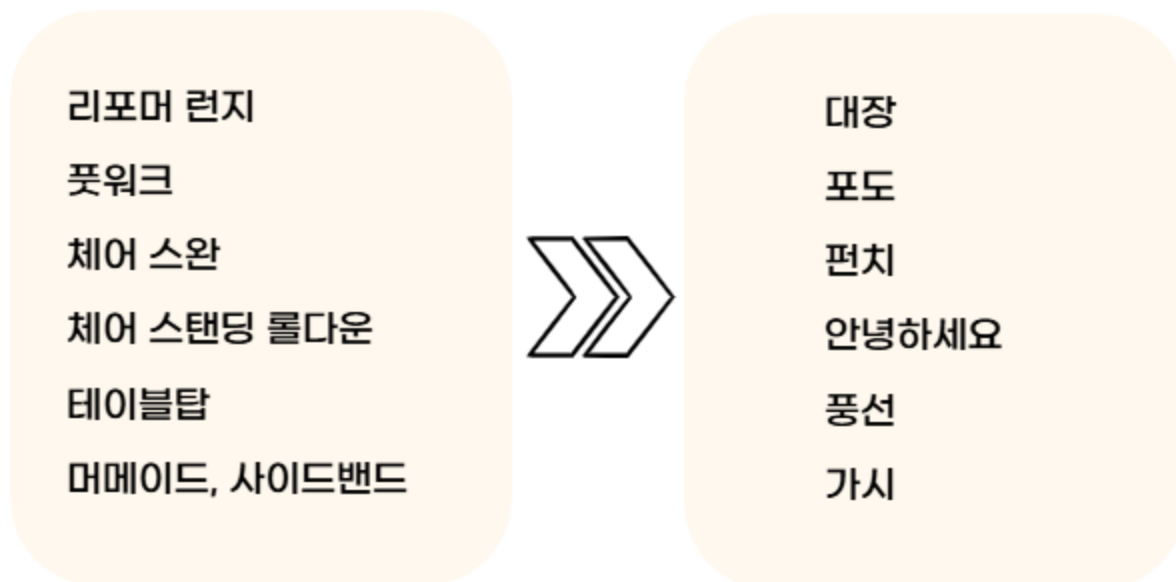 리포머 런지
풋워크
체어 스완
체어 스탠딩 롤다운
테이블탑
머메이드, 사이드밴드
대장
포도
펀치
안녕하세요
풍선
가시